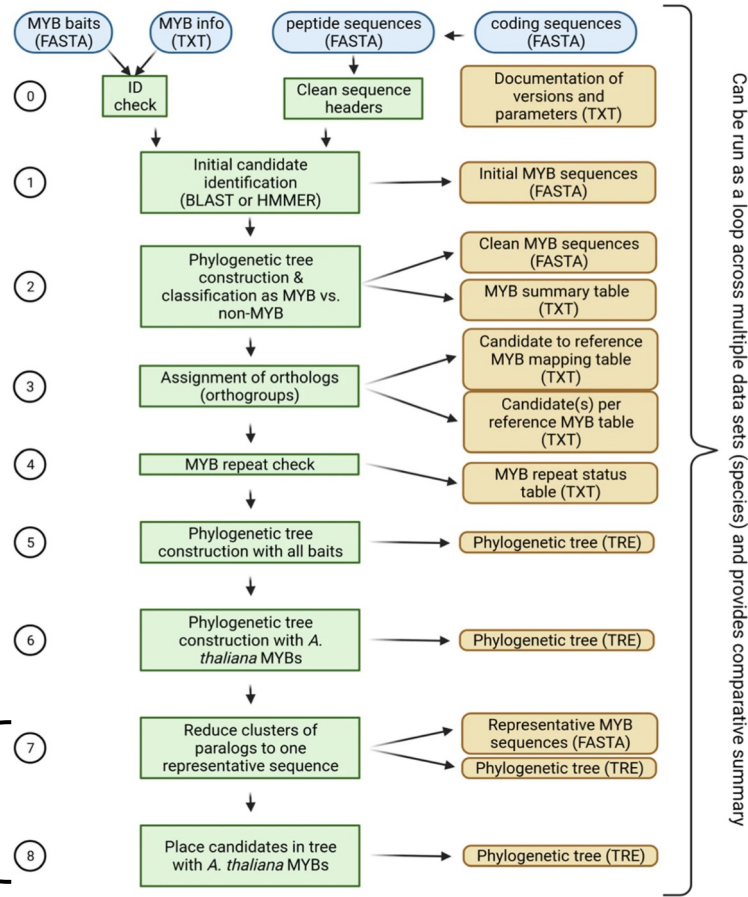 MYB baits
(FASTA)
MYB info
(TXT)
peptide sequences
(FASTA)
coding sequences
(FASTA)
0
ID
check
Clean sequence
headers
Documentation of
versions and
parameters (TXT)
1
Initial candidate
identification
(BLAST or HMMER)
Initial MYB sequences
(FASTA)
2
Phylogenetic tree
construction &
classification as MYB vs.
non-MYB
Clean MYB sequences
(FASTA)
MYB summary table
(TXT)
3
Assignment of orthologs
(orthogroups)
Candidate to reference
MYB mapping table
(TXT)
Candidate(s) per
reference MYB table
(TXT)
4
MYB repeat check
MYB repeat status
table (TXT)
5
Phylogenetic tree
construction with all baits
Phylogenetic tree (TRE)
6
Phylogenetic tree
construction with A.
thaliana MYBs
Phylogenetic tree (TRE)
7
Reduce clusters of
paralogs to one
representative sequence
Representative MYB
sequences (FASTA)
Phylogenetic tree (TRE)
8
Place candidates in tree
with A. thaliana MYBs
Phylogenetic tree (TRE)
Can be run as a loop across multiple data sets (species) and provides comparative summary